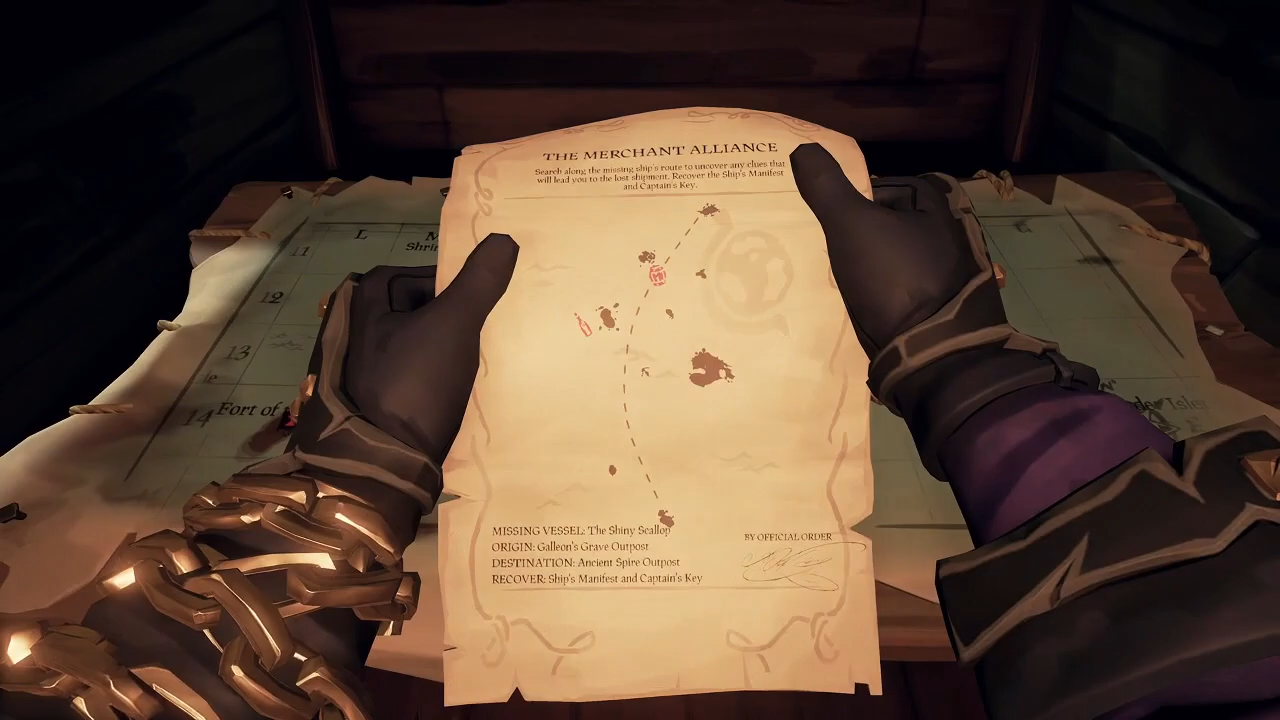 THE MERCHANT ALLIANCE
Search along the missing ship's route to uncover any clues that
will lead you to the lost shipment. Recover the Ship's Manifest
and Captain's Key.
L
11
12
13
14 Fort of
MISSING VESSEL: The Shiny Scallop
ORIGIN: Galleon's Grave Outpost
DESTINATION: Ancient Spire Outpost
RECOVER: Ship's Manifest and Captain's Key
BY OFFICIAL ORDER